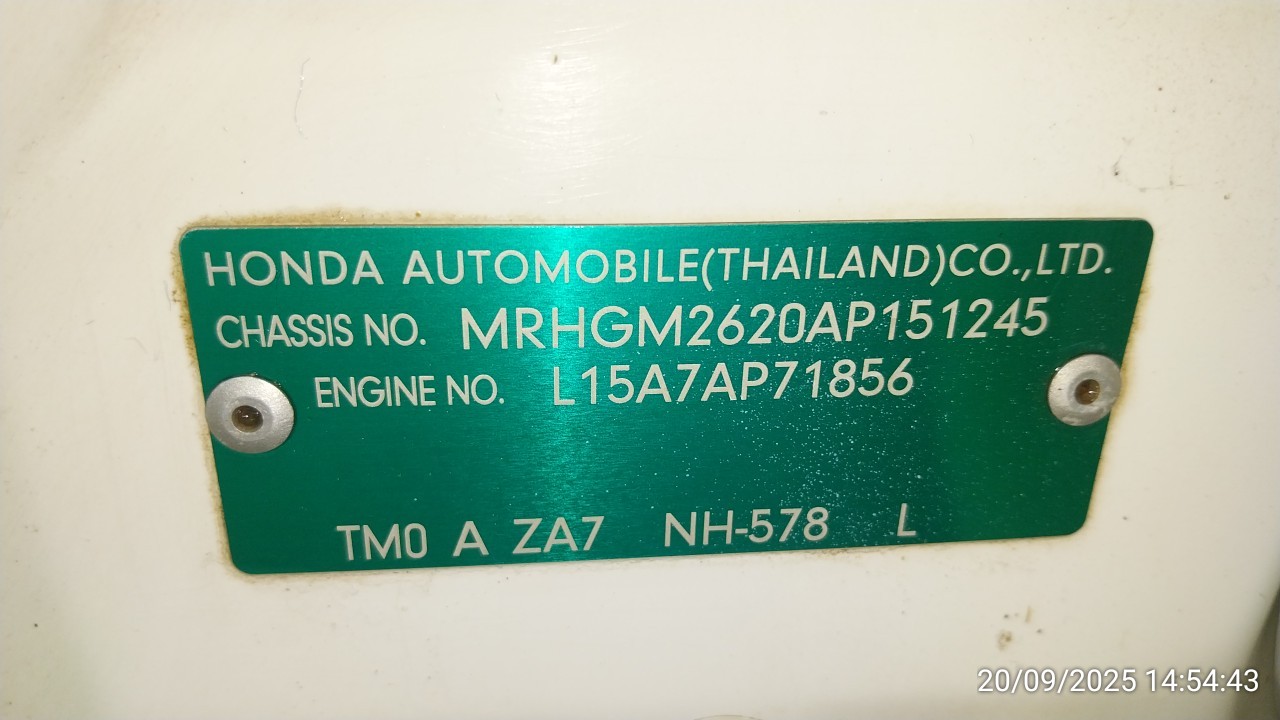 HONDA AUTOMOBILE(THAILAND)CO.,LTD.
CHASSIS NO. MRHGM2620AP151245
ENGINE NO. L15A7AP71856
TM0 A ZA7 NH-578 L
20/09/2025 14:54:43